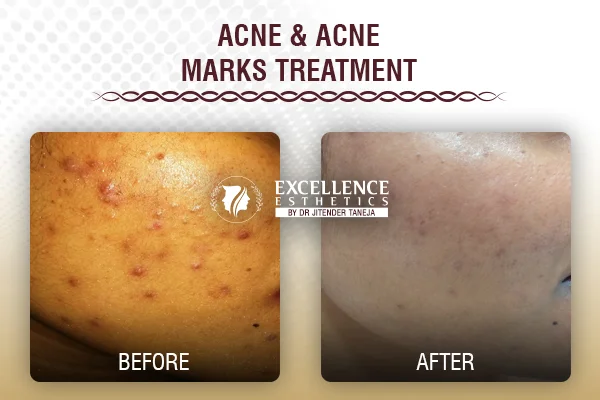 ACNE & ACNE
MARKS TREATMENT
EXCELLENCE
ESTHETICS
BY DR JITENDER TANEJA
BEFORE
AFTER